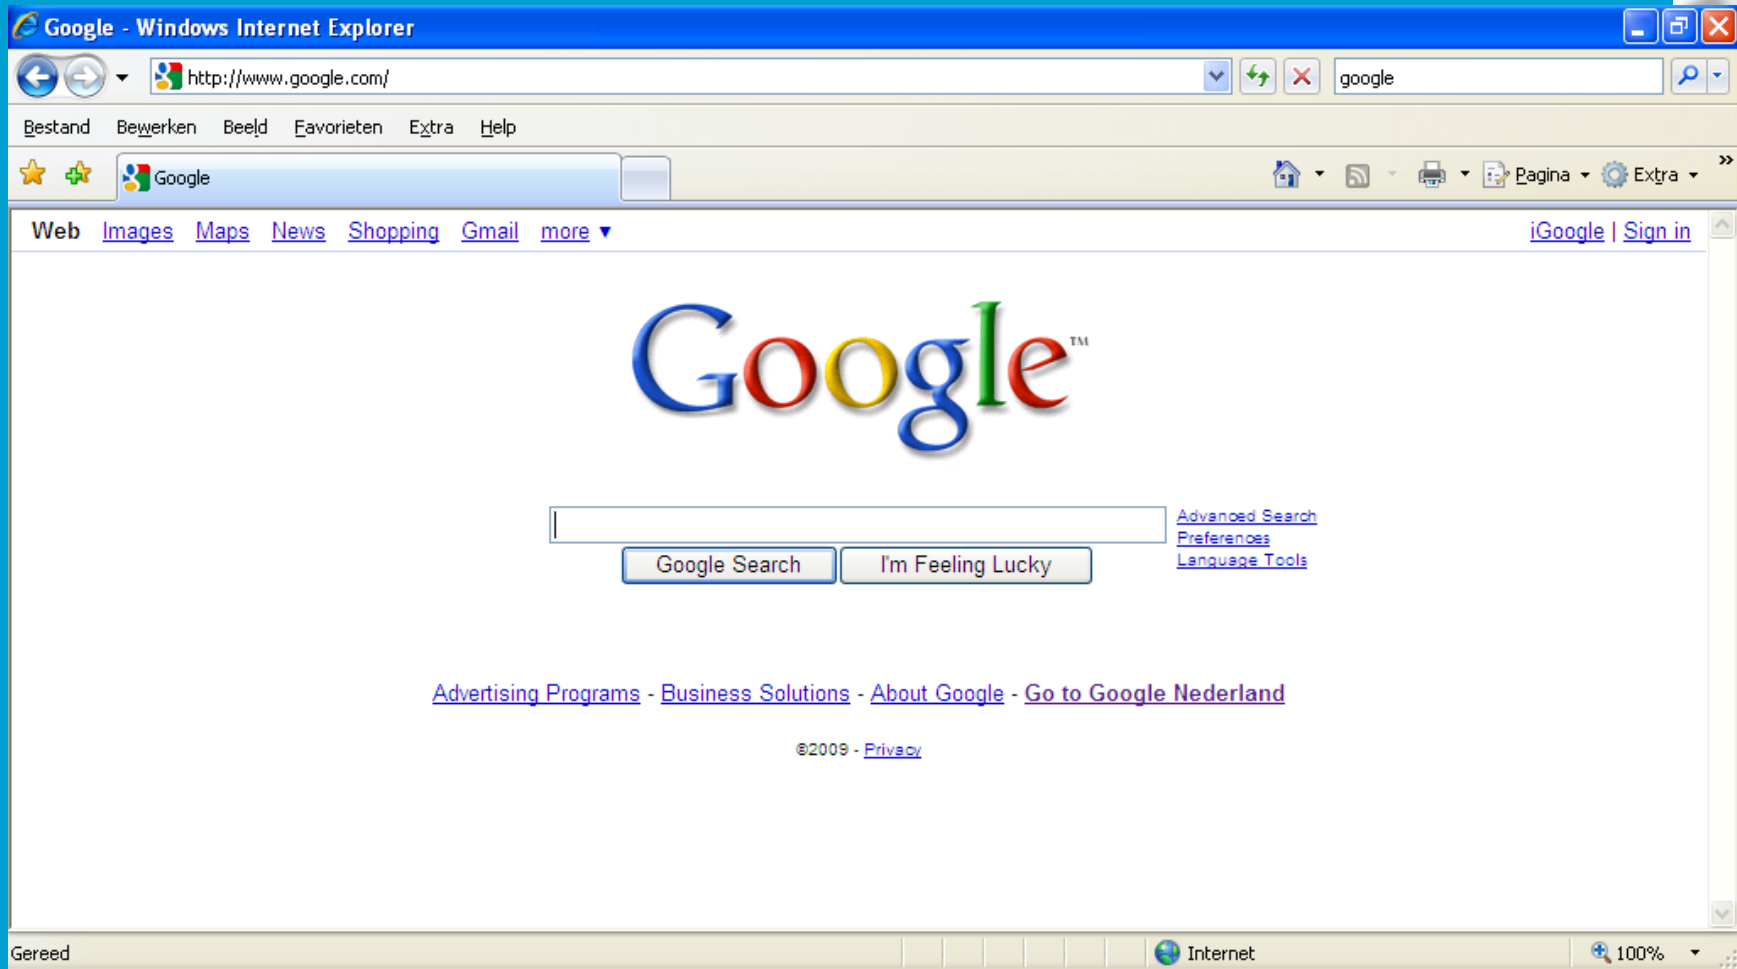 Google - Windows Internet Explorer
http://www.google.com/ google
Bestand Bewerken Beeld Favorieten Extra Help
Google Pagina Extra »
Web Images Maps News Shopping Gmail more ▼ iGoogle | Sign in
Google™
Advanced Search
Preferences
Google Search I'm Feeling Lucky Language Tools
Advertising Programs - Business Solutions - About Google - Go to Google Nederland
©2009 - Privacy
Gereed Internet 100%